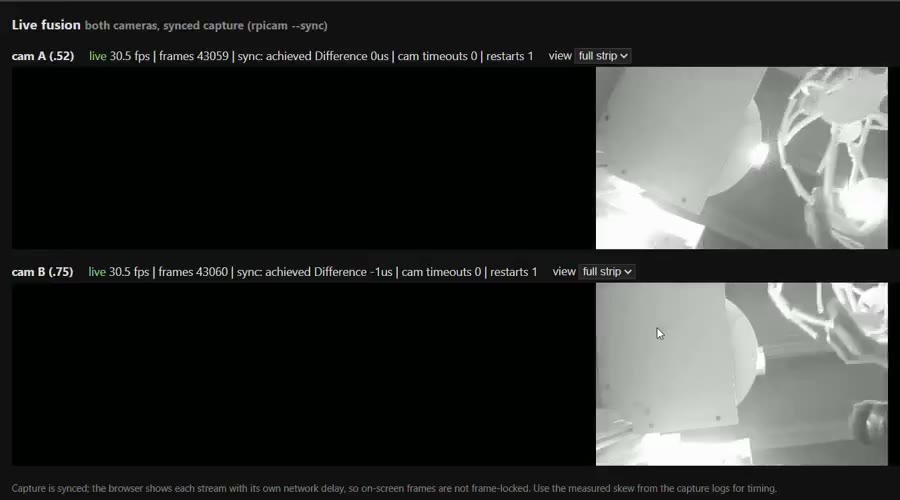 Live fusion both cameras, synced capture (rpicam --sync)
cam A (.52) live 30.5 fps | frames 43059 | sync: achieved Difference 0us | cam timeouts 0 | restarts 1 view full strip
cam B (.75) live 30.5 fps | frames 43060 | sync: achieved Difference -1us | cam timeouts 0 | restarts 1 view full strip
Capture is synced; the browser shows each stream with its own network delay, so on-screen frames are not frame-locked. Use the measured skew from the capture logs for timing.